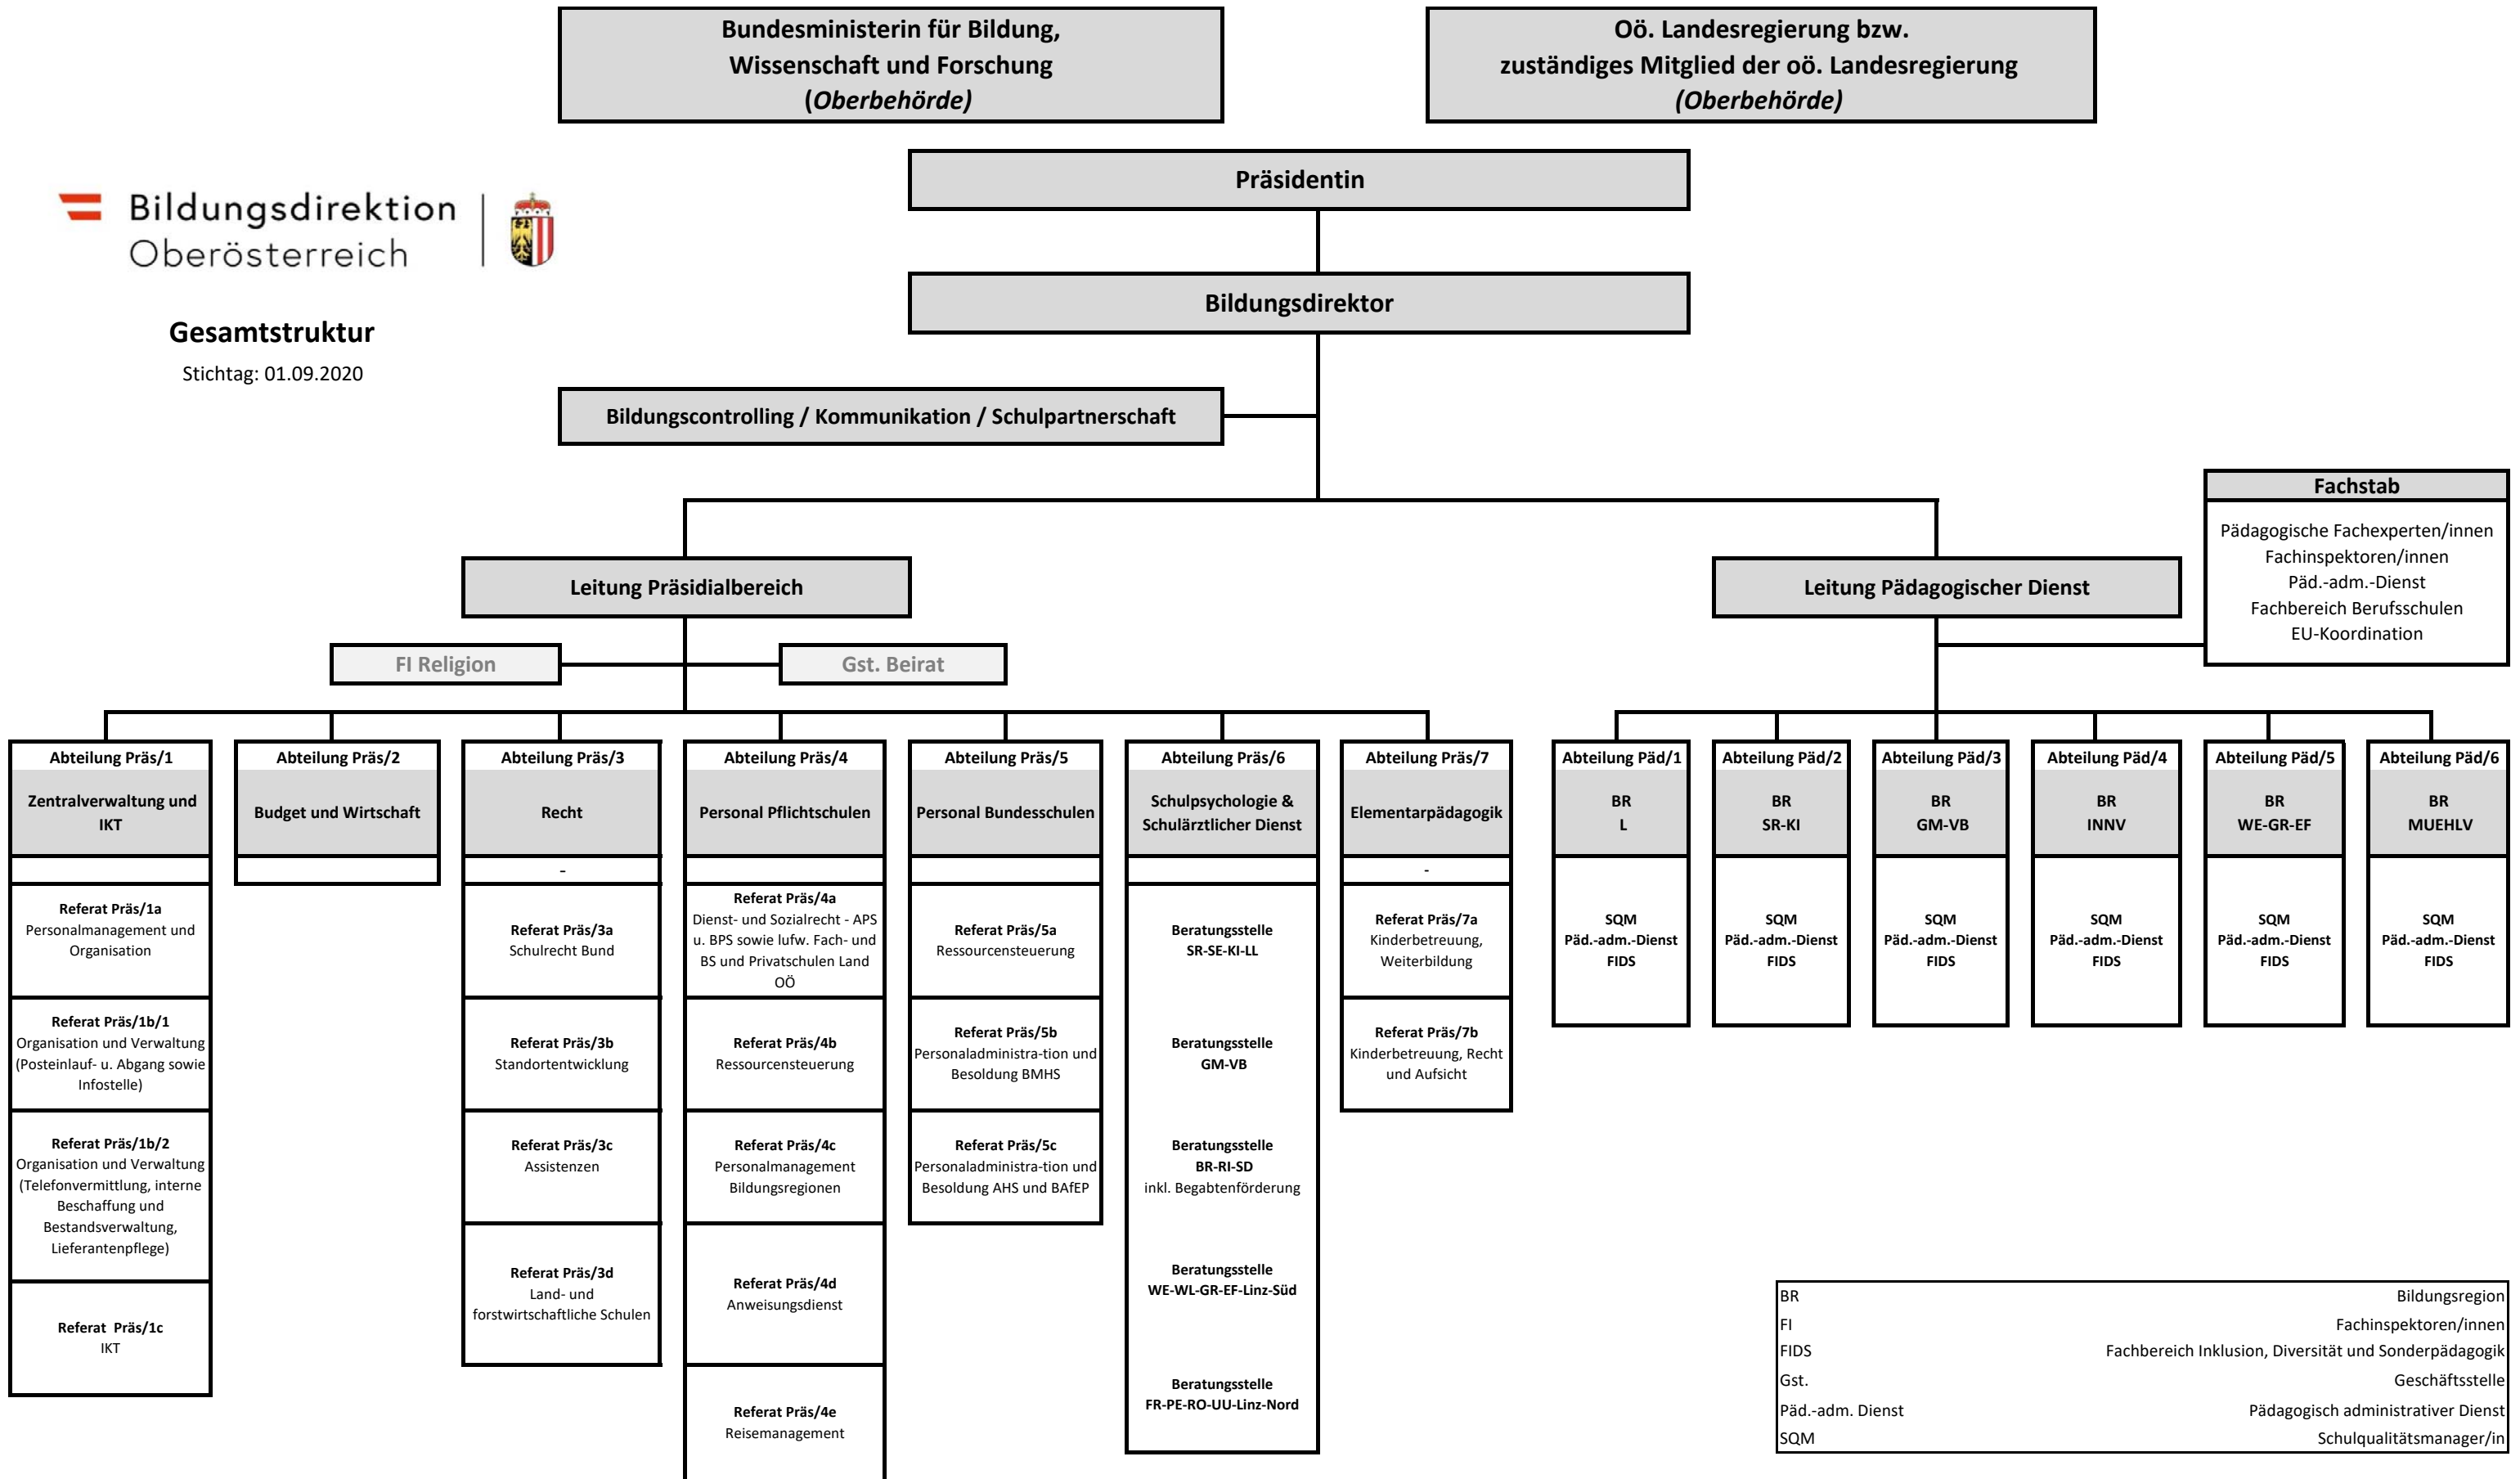 Bundesministerin für Bildung,
Wissenschaft und Forschung
(Oberbehörde)
Oö. Landesregierung bzw.
zuständiges Mitglied der oö. Landesregierung
(Oberbehörde)
Präsidentin
Bildungsdirektion
Oberösterreich
Bildungsdirektor
Gesamtstruktur
Stichtag: 01.09.2020
Bildungscontrolling / Kommunikation / Schulpartnerschaft
Fachstab
Pädagogische Fachexperten/innen
Fachinspektoren/innen
Päd.-adm.-Dienst
Fachbereich Berufsschulen
EU-Koordination
Leitung Präsidialbereich
Leitung Pädagogischer Dienst
FI Religion
Gst. Beirat
Abteilung Präs/1
Zentralverwaltung und
IKT
Referat Präs/1a
Personalmanagement und
Organisation
Referat Präs/1b/1
Organisation und Verwaltung
(Posteinlauf- u. Abgang sowie
Infostelle)
Referat Präs/1b/2
Organisation und Verwaltung
(Telefonvermittlung, interne
Beschaffung und
Bestandsverwaltung,
Lieferantenpflege)
Referat  Präs/1c
IKT
Abteilung Präs/2
Budget und Wirtschaft
Abteilung Präs/3
Recht
-
Referat Präs/3a
Schulrecht Bund
Referat Präs/3b
Standortentwicklung
Referat Präs/3c
Assistenzen
Referat Präs/3d
Land- und
forstwirtschaftliche Schulen
Abteilung Präs/4
Personal Pflichtschulen
Referat Präs/4a
Dienst- und Sozialrecht - APS
u. BPS sowie lufw. Fach- und
BS und Privatschulen Land
OÖ
Referat Präs/4b
Ressourcensteuerung
Referat Präs/4c
Personalmanagement
Bildungsregionen
Referat Präs/4d
Anweisungsdienst
Referat Präs/4e
Reisemanagement
Abteilung Präs/5
Personal Bundesschulen
Referat Präs/5a
Ressourcensteuerung
Referat Präs/5b
Personaladministra-tion und
Besoldung BMHS
Referat Präs/5c
Personaladministra-tion und
Besoldung AHS und BAfEP
Abteilung Präs/6
Schulpsychologie &
Schulärztlicher Dienst
Beratungsstelle
SR-SE-KI-LL
Beratungsstelle
GM-VB
Beratungsstelle
BR-RI-SD
inkl. Begabtenförderung
Beratungsstelle
WE-WL-GR-EF-Linz-Süd
Beratungsstelle
FR-PE-RO-UU-Linz-Nord
Abteilung Präs/7
Elementarpädagogik
-
Referat Präs/7a
Kinderbetreuung,
Weiterbildung
Referat Präs/7b
Kinderbetreuung, Recht
und Aufsicht
Abteilung Päd/1
BR
L
SQM
Päd.-adm.-Dienst
FIDS
Abteilung Päd/2
BR
SR-KI
SQM
Päd.-adm.-Dienst
FIDS
Abteilung Päd/3
BR
GM-VB
SQM
Päd.-adm.-Dienst
FIDS
Abteilung Päd/4
BR
INNV
SQM
Päd.-adm.-Dienst
FIDS
Abteilung Päd/5
BR
WE-GR-EF
SQM
Päd.-adm.-Dienst
FIDS
Abteilung Päd/6
BR
MUEHLV
SQM
Päd.-adm.-Dienst
FIDS
BR Bildungsregion
FI Fachinspektoren/innen
FIDS Fachbereich Inklusion, Diversität und Sonderpädagogik
Gst. Geschäftsstelle
Päd.-adm. Dienst Pädagogisch administrativer Dienst
SQM Schulqualitätsmanager/in